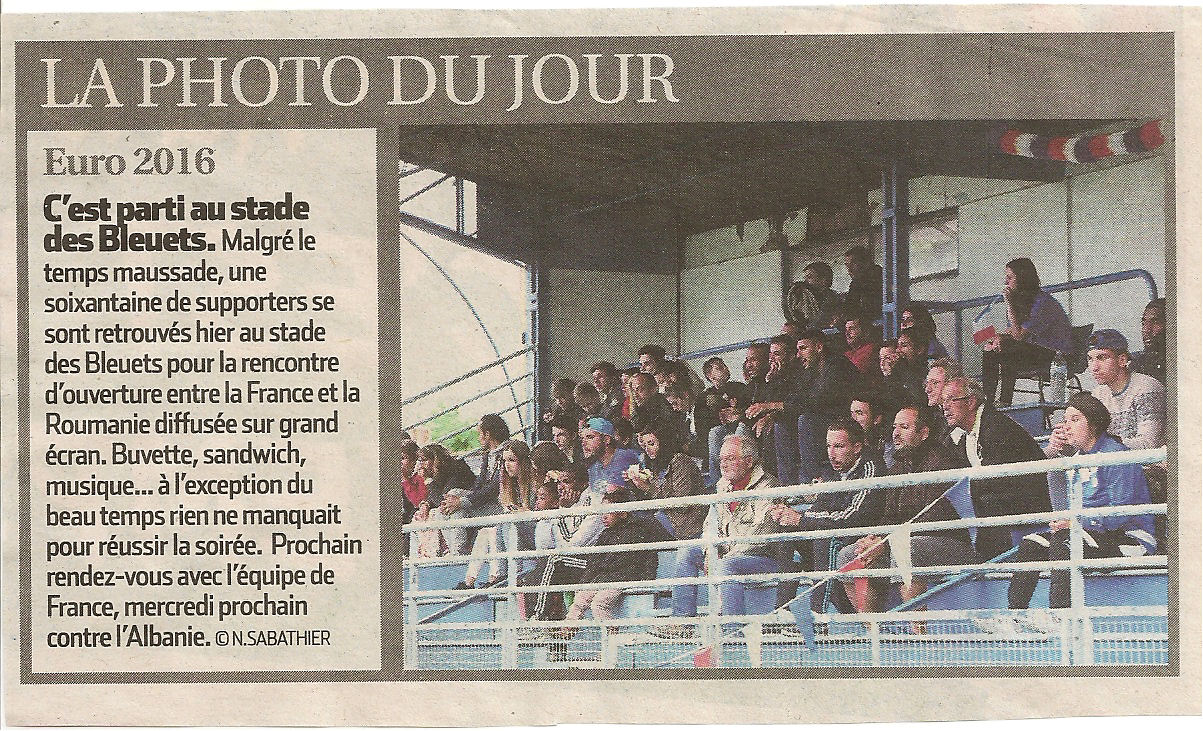 LA PHOTO DU JOUR
Euro 2016
C’est parti au stade
des Bleuets. Malgré le
temps maussade, une
soixantaine de supporters se
sont retrouvés hier au stade
des Bleuets pour la rencontre
d’ouverture entre la France et la
Roumanie diffusée sur grand
écran. Buvette, sandwich,
musique... à l’exception du
beau temps rien ne manquait
pour réussir la soirée. Prochain
rendez-vous avec l’équipe de
France, mercredi prochain
contre l’Albanie. © N.SABATHIER